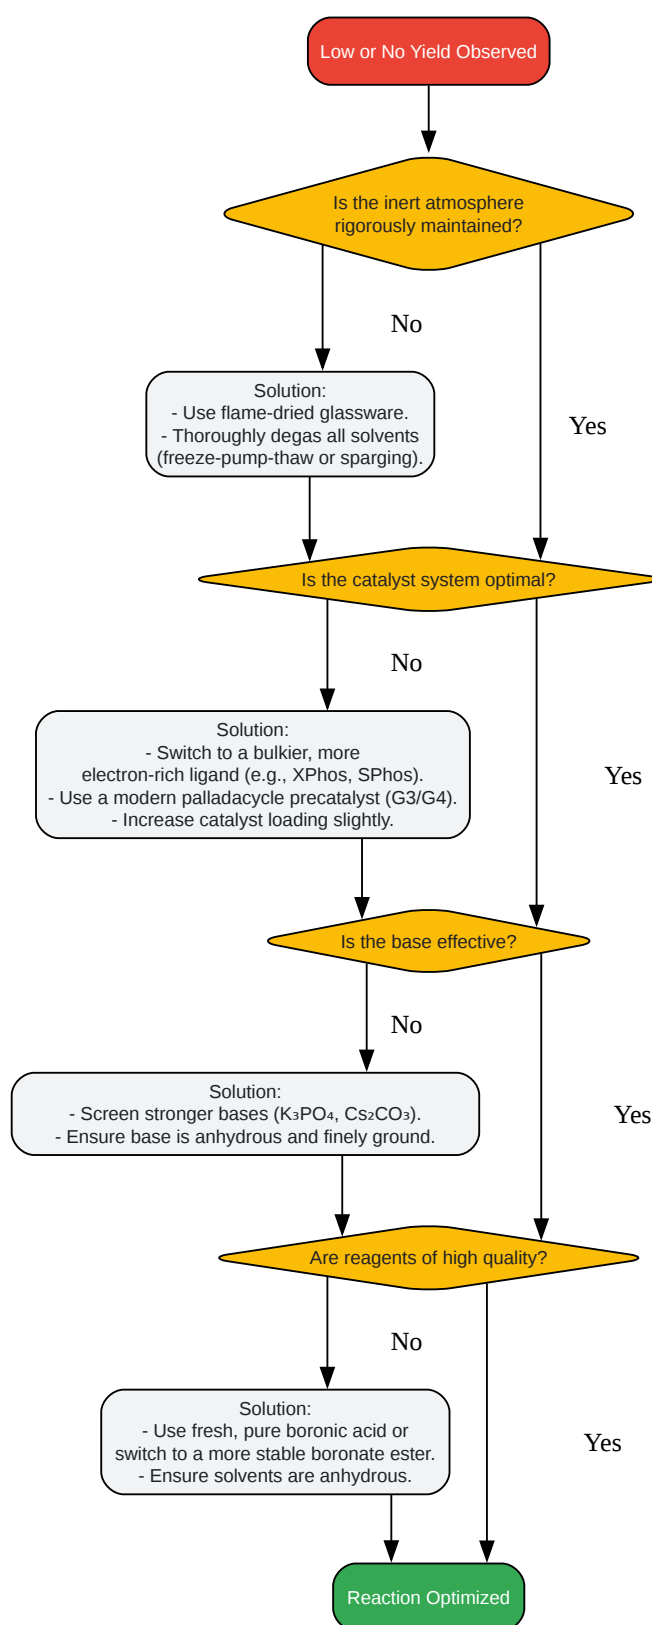 Low or No Yield Observed
Is the inert atmosphere
rigorously maintained?
No
Solution:
- Use flame-dried glassware.
- Thoroughly degas all solvents
(freeze-pump-thaw or sparging).
Yes
Is the catalyst system optimal?
No
Solution:
- Switch to a bulkier, more
electron-rich ligand (e.g., XPhos, SPhos).
- Use a modern palladacycle precatalyst (G3/G4).
- Increase catalyst loading slightly.
Yes
Is the base effective?
No
Solution:
- Screen stronger bases (K₃PO₄, Cs₂CO₃).
- Ensure base is anhydrous and finely ground.
Yes
Are reagents of high quality?
No
Solution:
- Use fresh, pure boronic acid or
switch to a more stable boronate ester.
- Ensure solvents are anhydrous.
Yes
Reaction Optimized